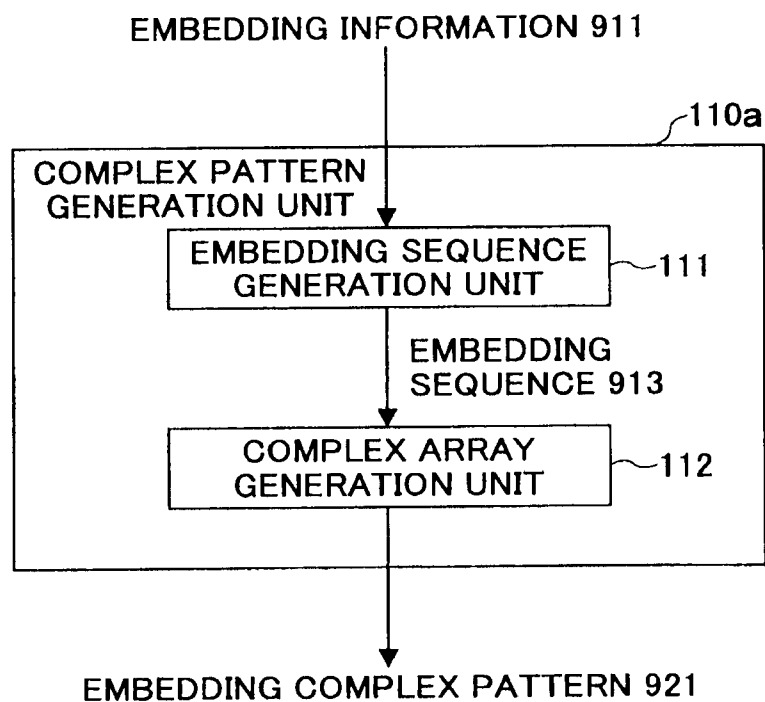 EMBEDDING INFORMATION 911
110a
COMPLEX PATTERN
GENERATION UNIT
EMBEDDING SEQUENCE
GENERATION UNIT
111
EMBEDDING
SEQUENCE 913
COMPLEX ARRAY
GENERATION UNIT
112
EMBEDDING COMPLEX PATTERN 921